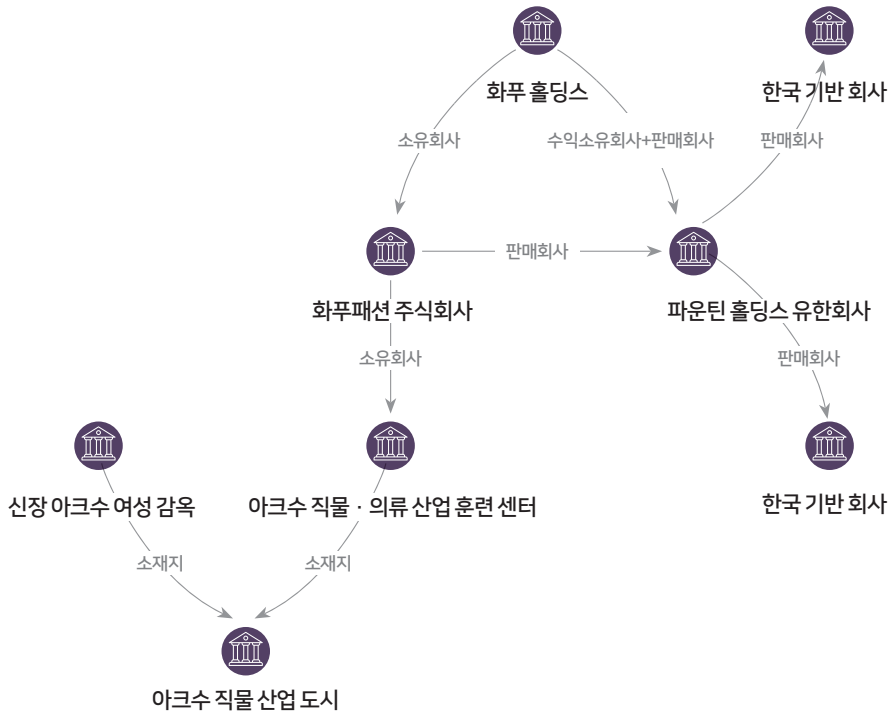 화푸 홀딩스
한국 기반 회사
소유회사
수익소유회사+판매회사
판매회사
판매회사
화푸패션 주식회사
파운틴 홀딩스 유한회사
소유회사
판매회사
신장 아크수 여성 감옥
아크수 직물 · 의류 산업 훈련 센터
한국 기반 회사
소재지
소재지
아크수 직물 산업 도시